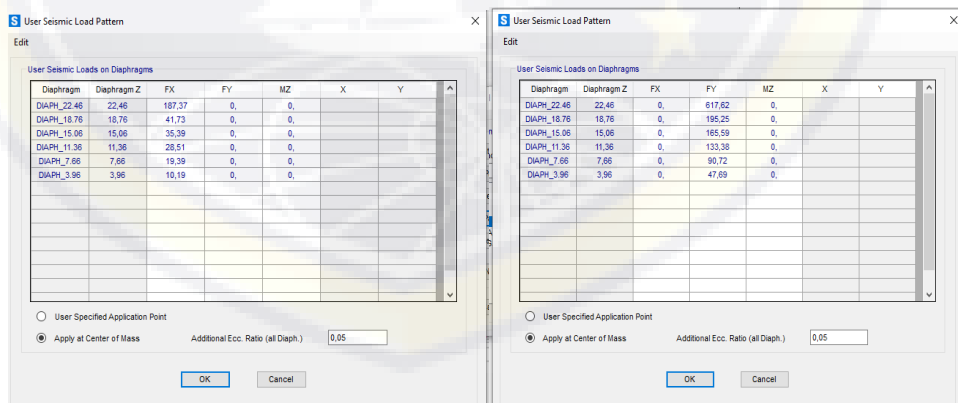 S User Seismic Load Pattern
Edit
User Seismic Loads on Diaphragms
Diaphragm Diaphragm Z FX FY MZ X Y
DIAPH_22.46 22,46 187,37 0, 0,
DIAPH_18.76 18,76 41,73 0, 0,
DIAPH_15.06 15,06 35,39 0, 0,
DIAPH_11.36 11,36 28,51 0, 0,
DIAPH_7.66 7,66 19,39 0, 0,
DIAPH_3.96 3,96 10,19 0, 0,
User Specified Application Point
Apply at Center of Mass Additional Ecc. Ratio (all Diaph.) 0,05
OK Cancel
S User Seismic Load Pattern
Edit
User Seismic Loads on Diaphragms
Diaphragm Diaphragm Z FX FY MZ X Y
DIAPH_22.46 22,46 0, 617,62 0,
DIAPH_18.76 18,76 0, 195,25 0,
DIAPH_15.06 15,06 0, 165,59 0,
DIAPH_11.36 11,36 0, 133,38 0,
DIAPH_7.66 7,66 0, 90,72 0,
DIAPH_3.96 3,96 0, 47,69 0,
User Specified Application Point
Apply at Center of Mass Additional Ecc. Ratio (all Diaph.) 0,05
OK Cancel